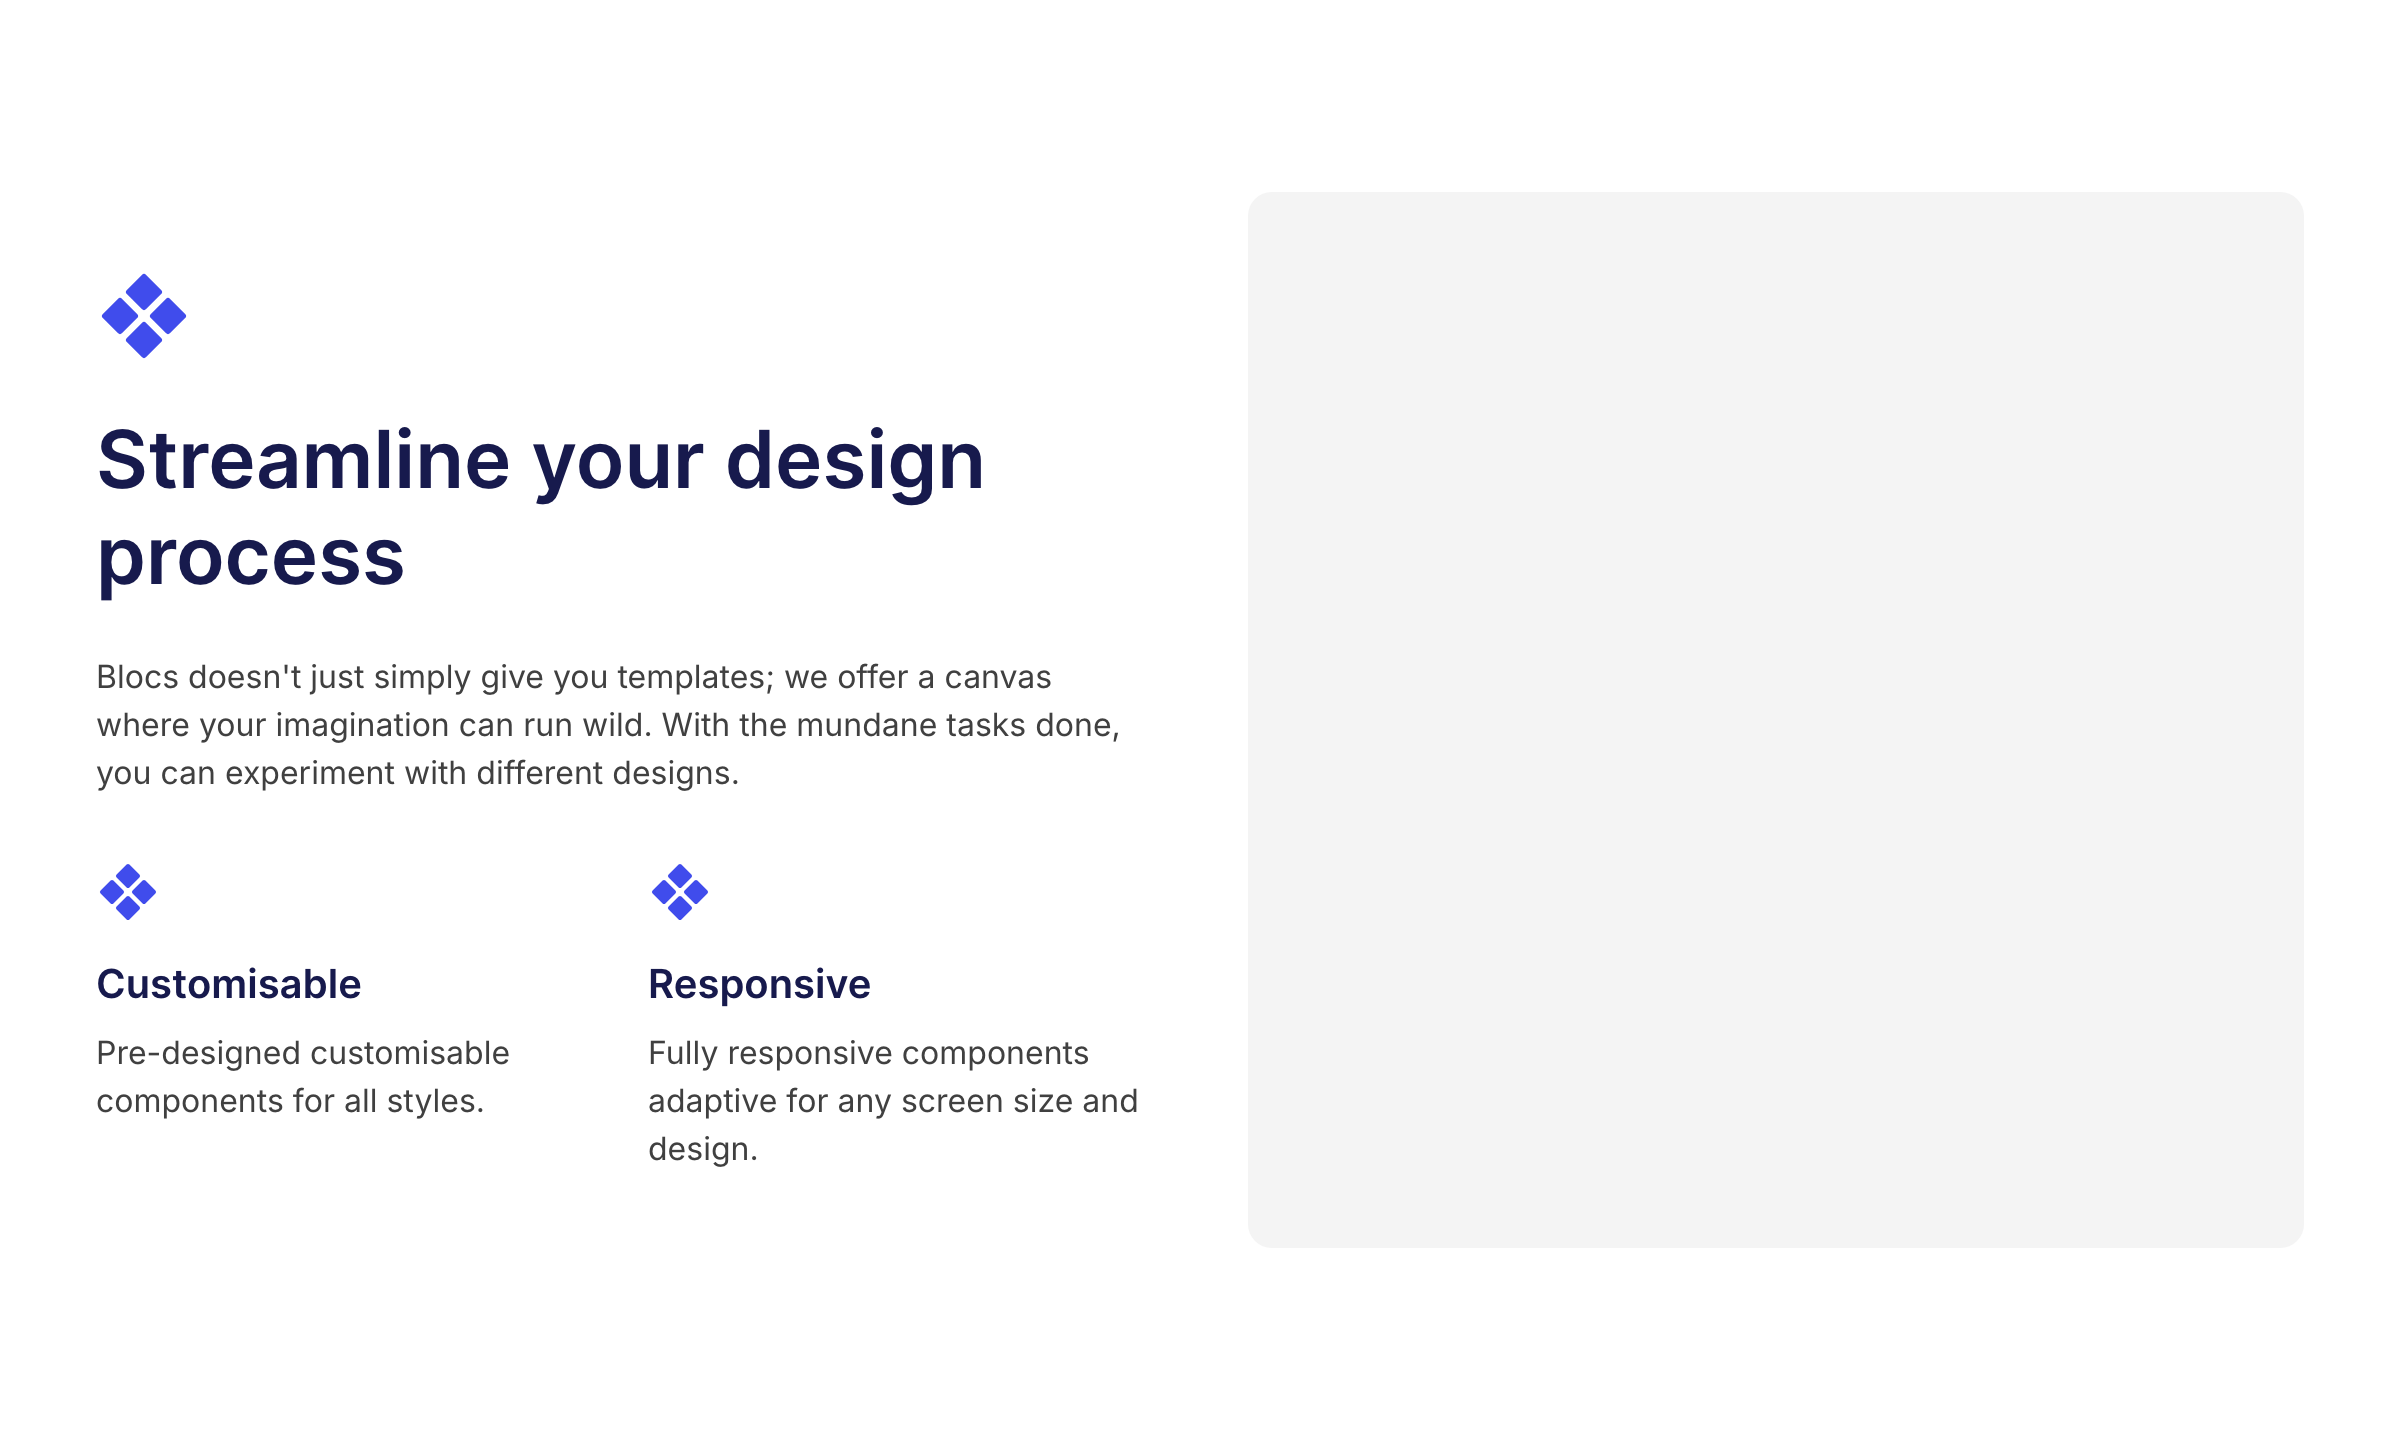 Streamline your design
process
Blocs doesn't just simply give you templates; we offer a canvas
where your imagination can run wild. With the mundane tasks done,
you can experiment with different designs.
Customisable
Pre-designed customisable
components for all styles.
Responsive
Fully responsive components
adaptive for any screen size and
design.